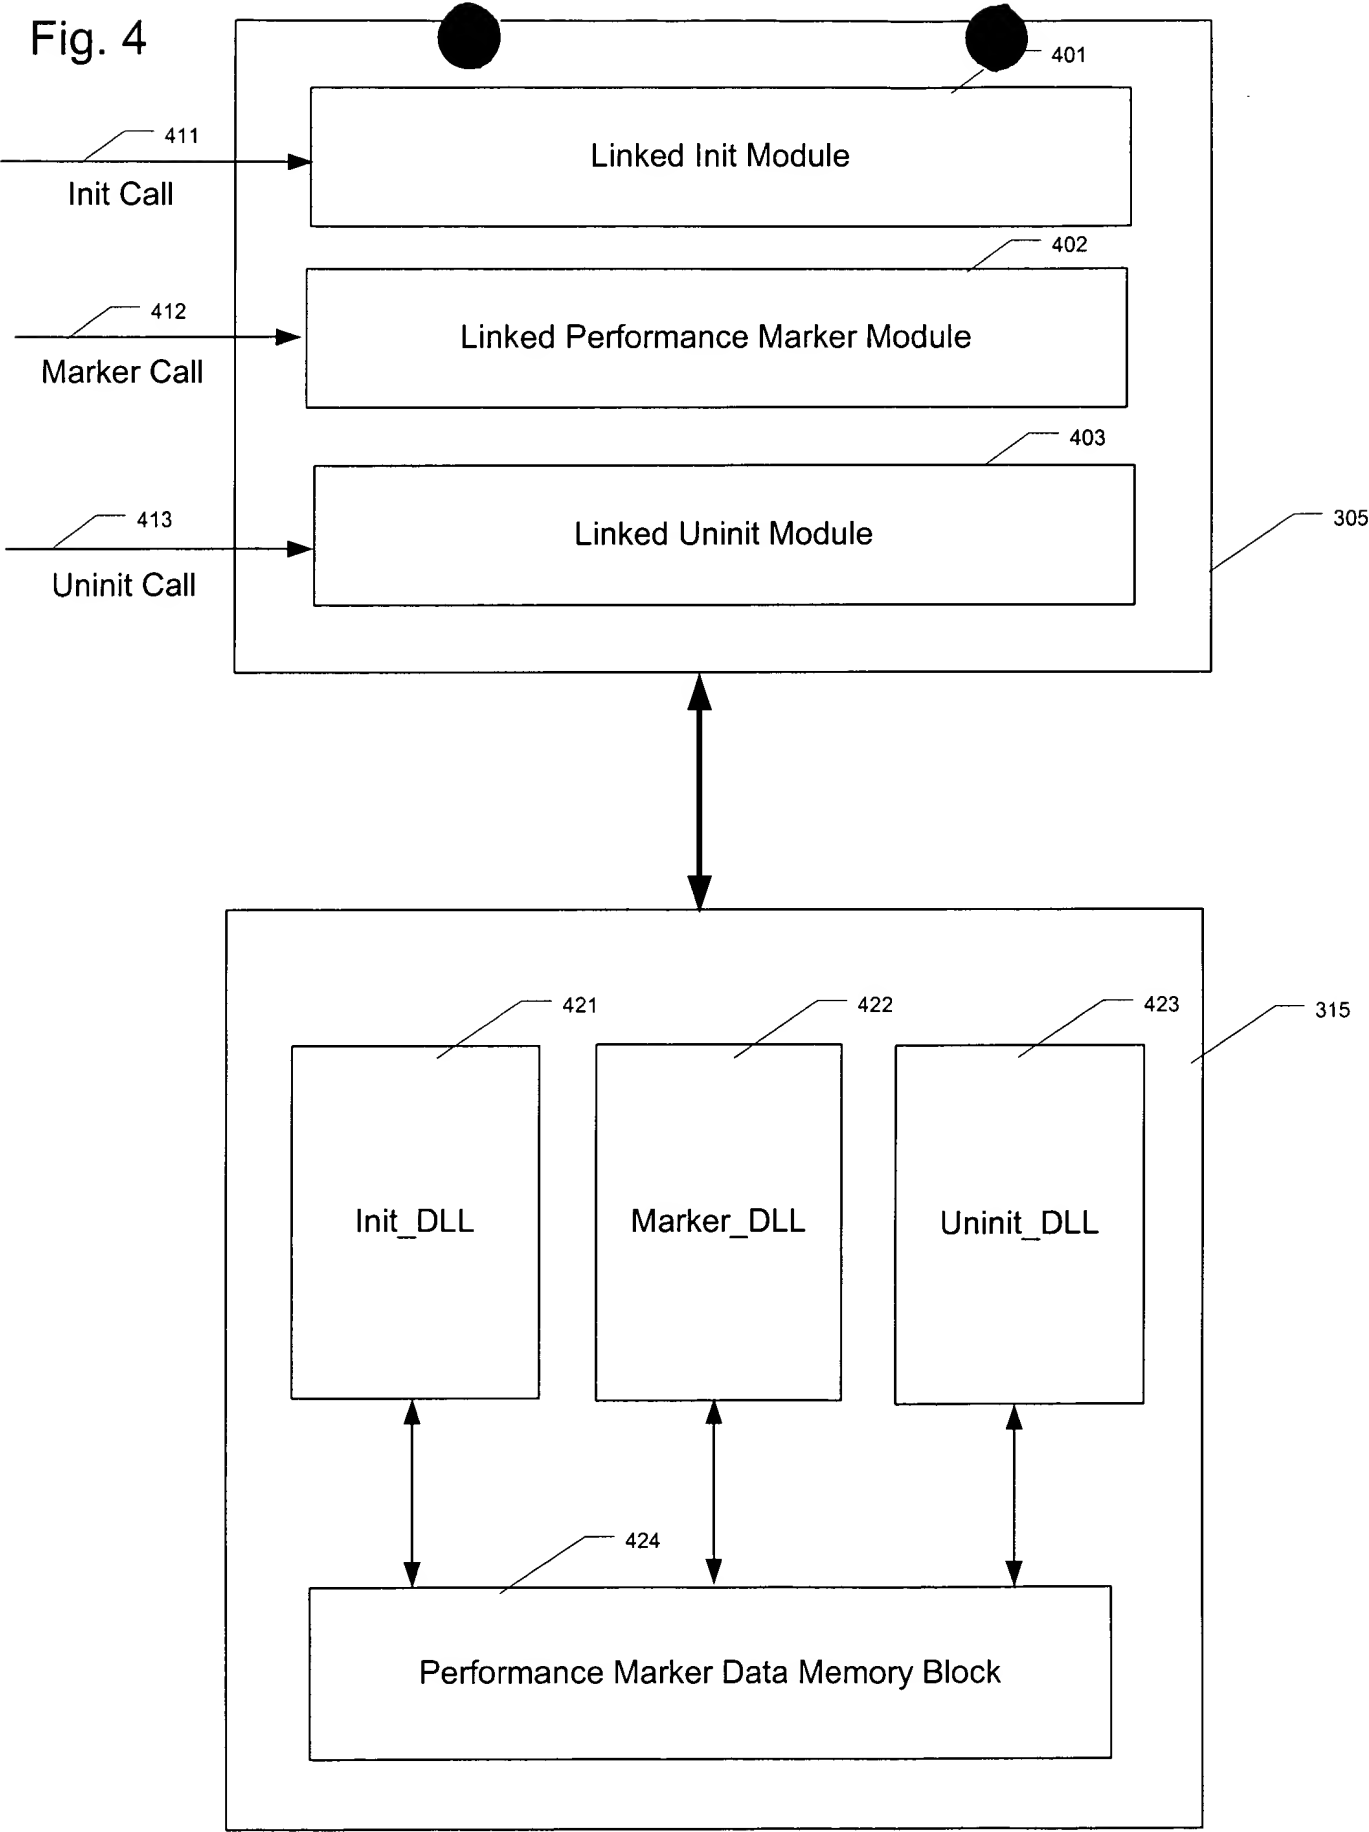 Fig. 4
401
411
Linked Init Module
Init Call
402
412
Linked Performance Marker Module
Marker Call
403
413
Linked Uninit Module
305
Uninit Call
421
422
423
315
Init_DLL
Marker_DLL
Uninit_DLL
424
Performance Marker Data Memory Block